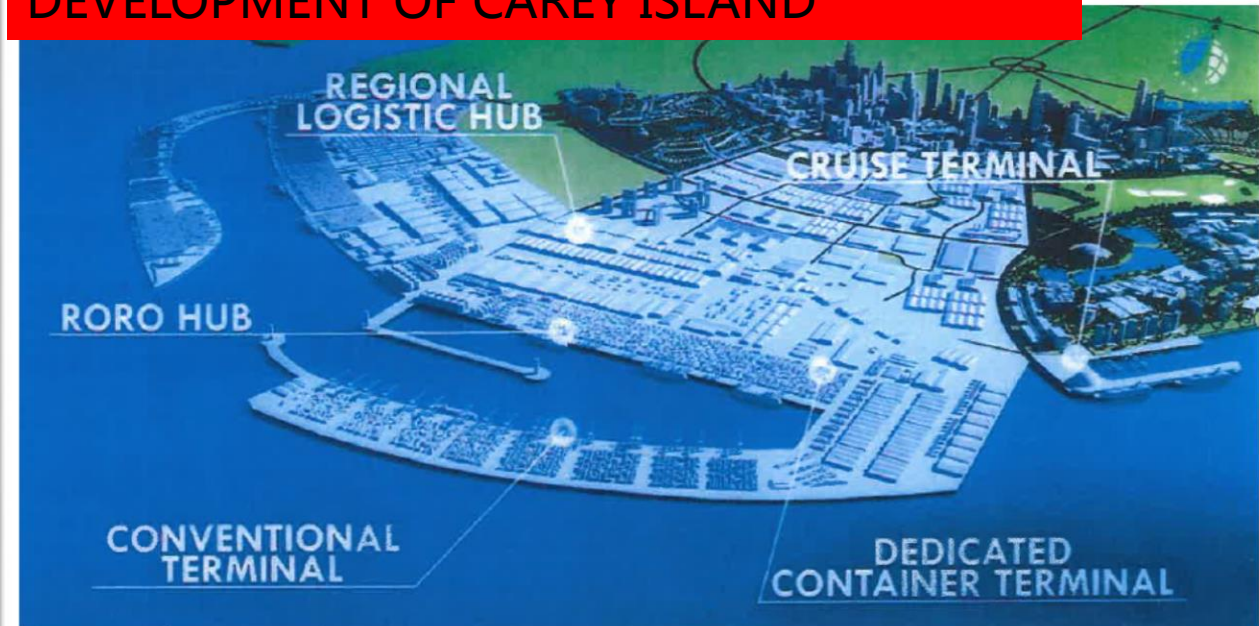 DEVELOPMENT OF CAREY ISLAND
REGIONAL
LOGISTIC HUB
CRUISE TERMINAL
RORO HUB
CONVENTIONAL
TERMINAL
DEDICATED
CONTAINER TERMINAL